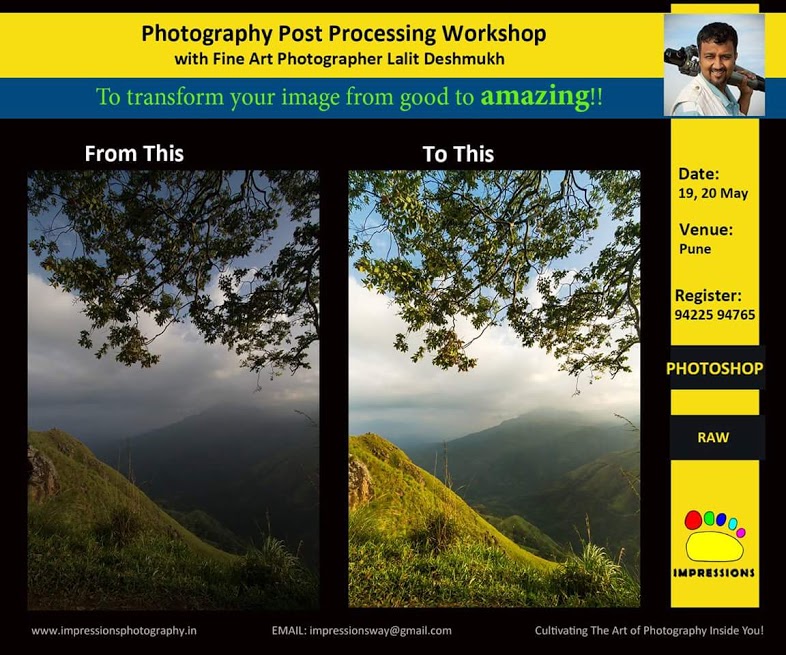 Photography Post Processing Workshop
with Fine Art Photographer Lalit Deshmukh
To transform your image from good to amazing!!
From This
To This
Date:
19, 20 May
Venue:
Pune
Register:
94225 94765
PHOTOSHOP
RAW
IMPRESSIONS
www.impressionsphotography.in
EMAIL: impressionsway@gmail.com
Cultivating The Art of Photography Inside You!